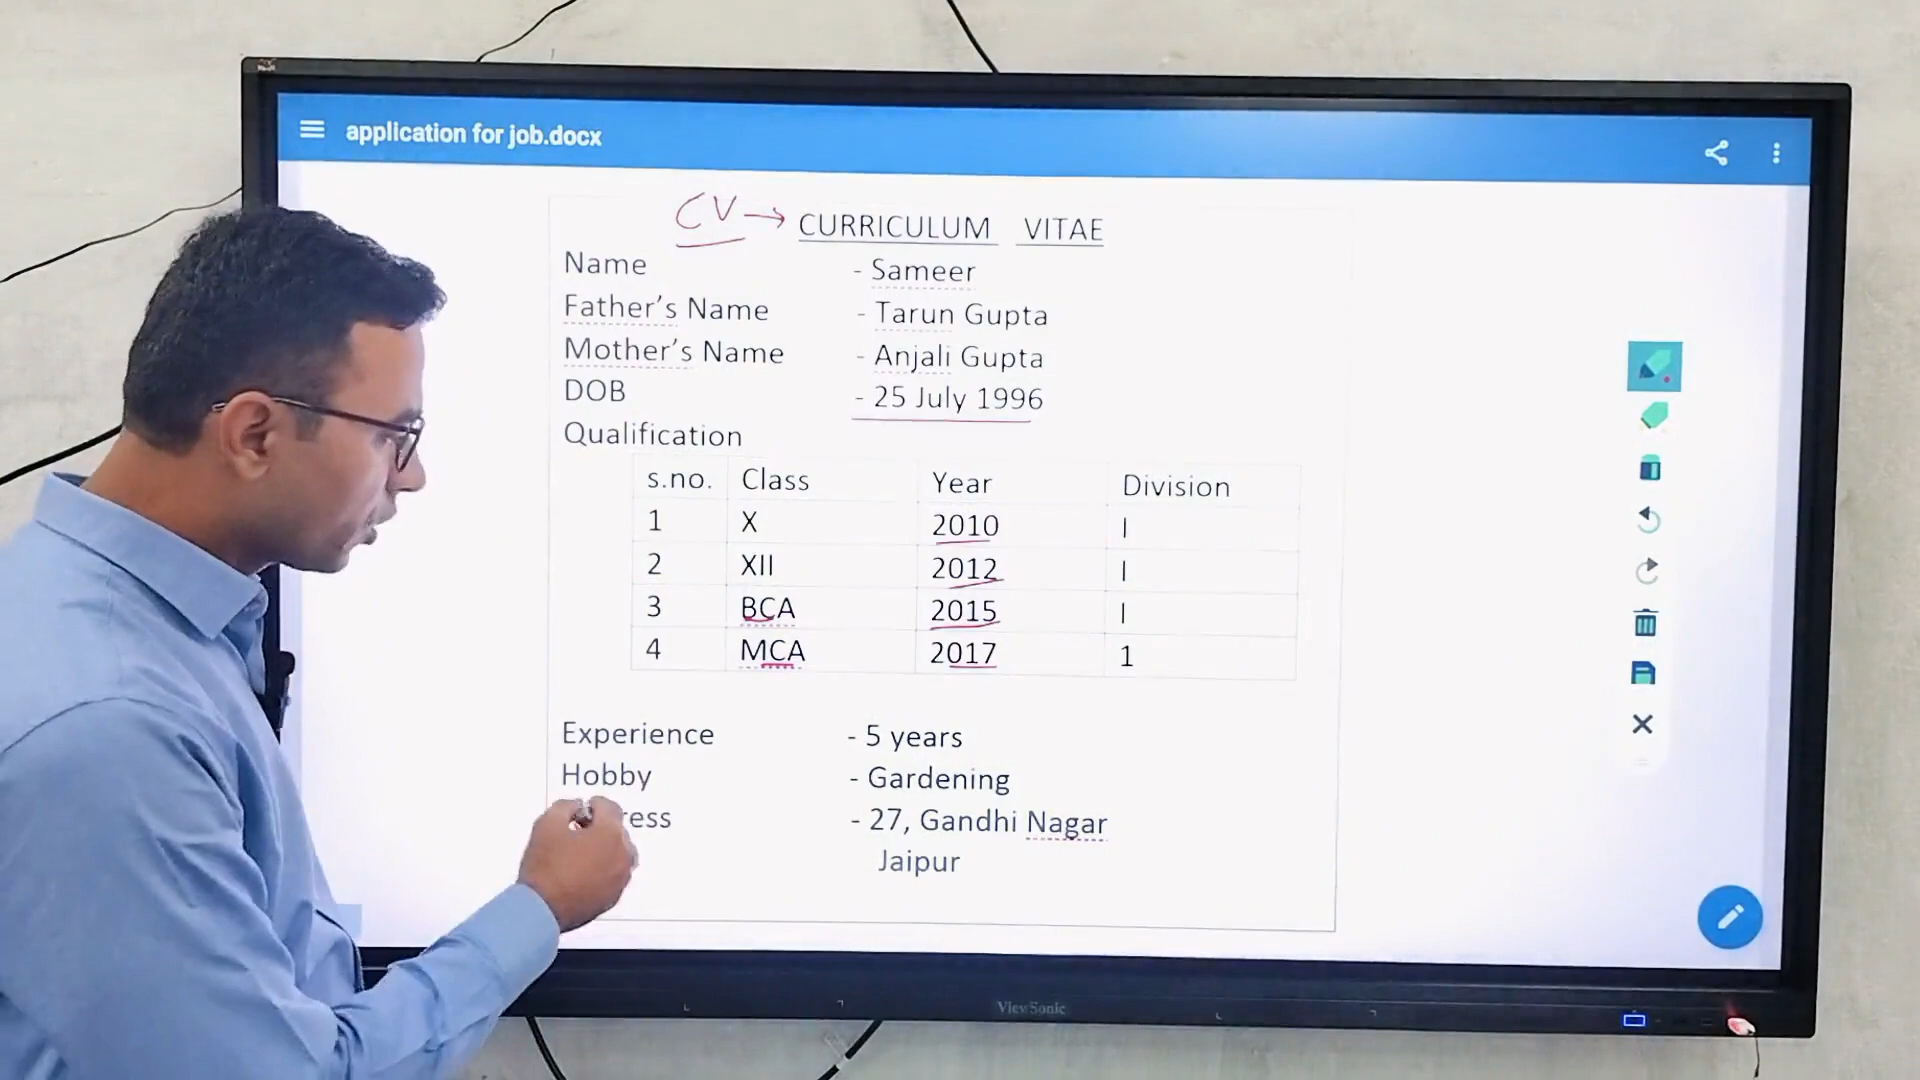 application for job.docx
CV → CURRICULUM VITAE
Name - Sameer
Father's Name - Tarun Gupta
Mother's Name - Anjali Gupta
DOB - 25 July 1996
Qualification
s.no. Class Year Division
1 X 2010 I
2 XII 2012 I
3 BCA 2015 I
4 MCA 2017 1
Experience - 5 years
Hobby - Gardening
ress - 27, Gandhi Nagar
Jaipur
ViewSonic